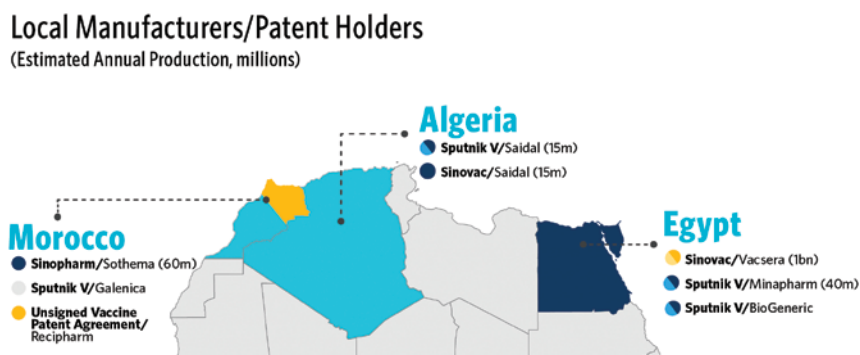 Local Manufacturers/Patent Holders
(Estimated Annual Production, millions)
Algeria
Sputnik V/Saidal (15m)
Sinovac/Saidal (15m)
Morocco
Sinopharm/Sothema (60m)
Sputnik V/Galenica
Unsigned Vaccine
Patent Agreement/
Recipharm
Egypt
Sinovac/Vacsera (1bn)
Sputnik V/Minapharm (40m)
Sputnik V/BioGeneric